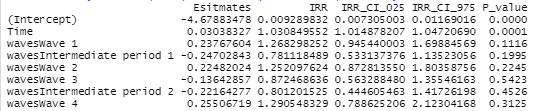 Esitmates IRR IRR_CI_025 IRR_CI_975 P_value
(Intercept) -4.67883478 0.009289832 0.007305003 0.01169016 0.0000
Time 0.03038327 1.030849552 1.014878207 1.04720690 0.0001
wavesWave 1 0.23767604 1.268298252 0.945440003 1.69884569 0.1116
wavesIntermediate period 1 -0.24702843 0.781118489 0.533137376 1.13523056 0.1995
wavesWave 2 0.22482024 1.252097624 0.872813550 1.80358756 0.2245
wavesWave 3 -0.13642857 0.872468636 0.563288480 1.35546163 0.5423
wavesIntermediate period 2 -0.22164277 0.801201525 0.444605463 1.41726198 0.4526
wavesWave 4 0.25506719 1.290548329 0.788625206 2.12304168 0.3125